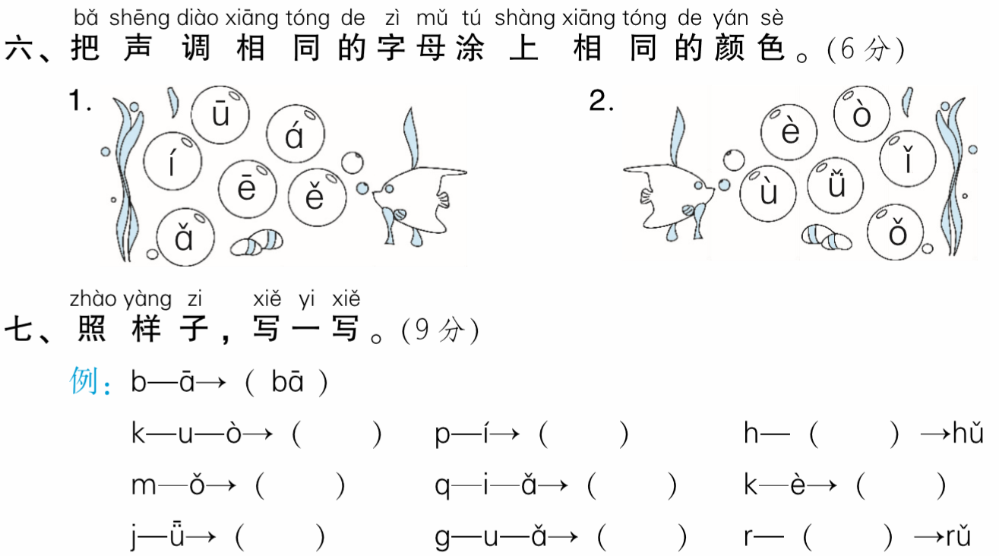 bǎ shēng diào xiāng tóng de zì mǔ tú shàng xiāng tóng de yán sè
六、把声调相同的字母涂上相同的颜色。(6分)
1.
ū
á
í
ē
ě
ǎ
2.
è
ò
ǐ
ù
ǚ
ǒ
zhào yàng zi xiě yi xiě
七、照样子，写一写。(9分)
例：b—ā→（ bā ）
k—u—ò→（ ） p—í→（ ） h—（ ）→hǔ
m—ǒ→（ ） q—i—ǎ→（ ） k—è→（ ）
j—ǖ→（ ） g—u—ǎ→（ ） r—（ ）→rǔ